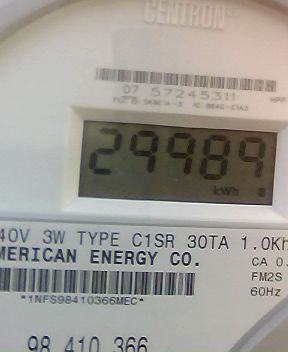 CENTRON®
07 57245311
29989
kWh
40V 3W TYPE C1SR 30TA 1.0Kh
MERICAN ENERGY CO.
CA 0.
FM2S
60Hz
*1NFS98410366MEC*
98 410 366